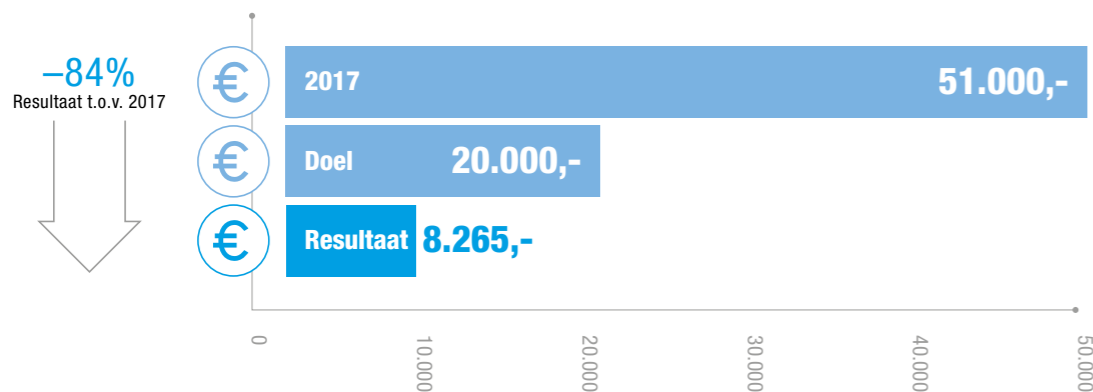 –84%
Resultaat t.o.v. 2017
€ 2017 51.000,-
€ Doel 20.000,-
€ Resultaat 8.265,-
0
10.000
20.000
30.000
40.000
50.000